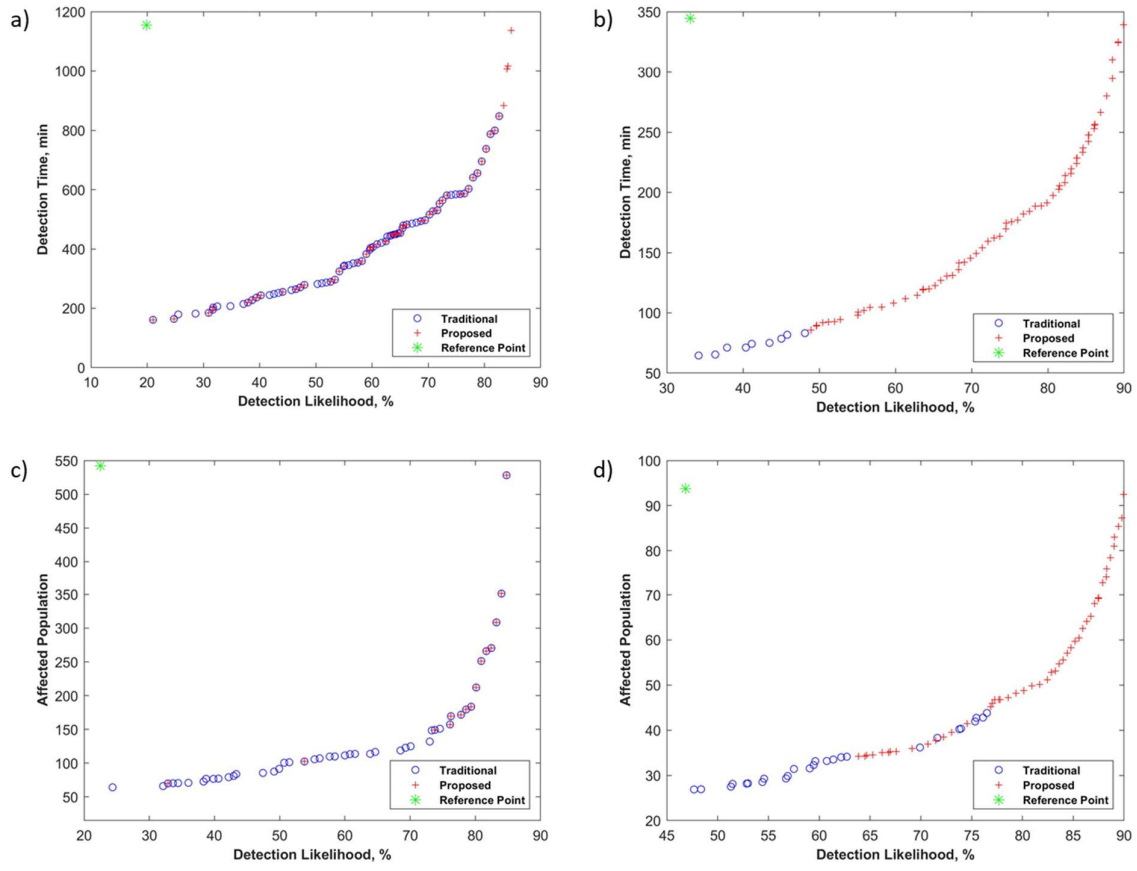 a)
1200
1000
800
600
400
200
0
10 20 30 40 50 60 70 80 90
Detection Time, min
Detection Likelihood, %
Traditional
Proposed
Reference Point
b)
350
300
250
200
150
100
50
30 40 50 60 70 80 90
Detection Time, min
Detection Likelihood, %
Traditional
Proposed
Reference Point
c)
550
500
450
400
350
300
250
200
150
100
50
20 30 40 50 60 70 80 90
Affected Population
Detection Likelihood, %
Traditional
Proposed
Reference Point
d)
100
90
80
70
60
50
40
30
20
45 50 55 60 65 70 75 80 85 90
Affected Population
Detection Likelihood, %
Traditional
Proposed
Reference Point